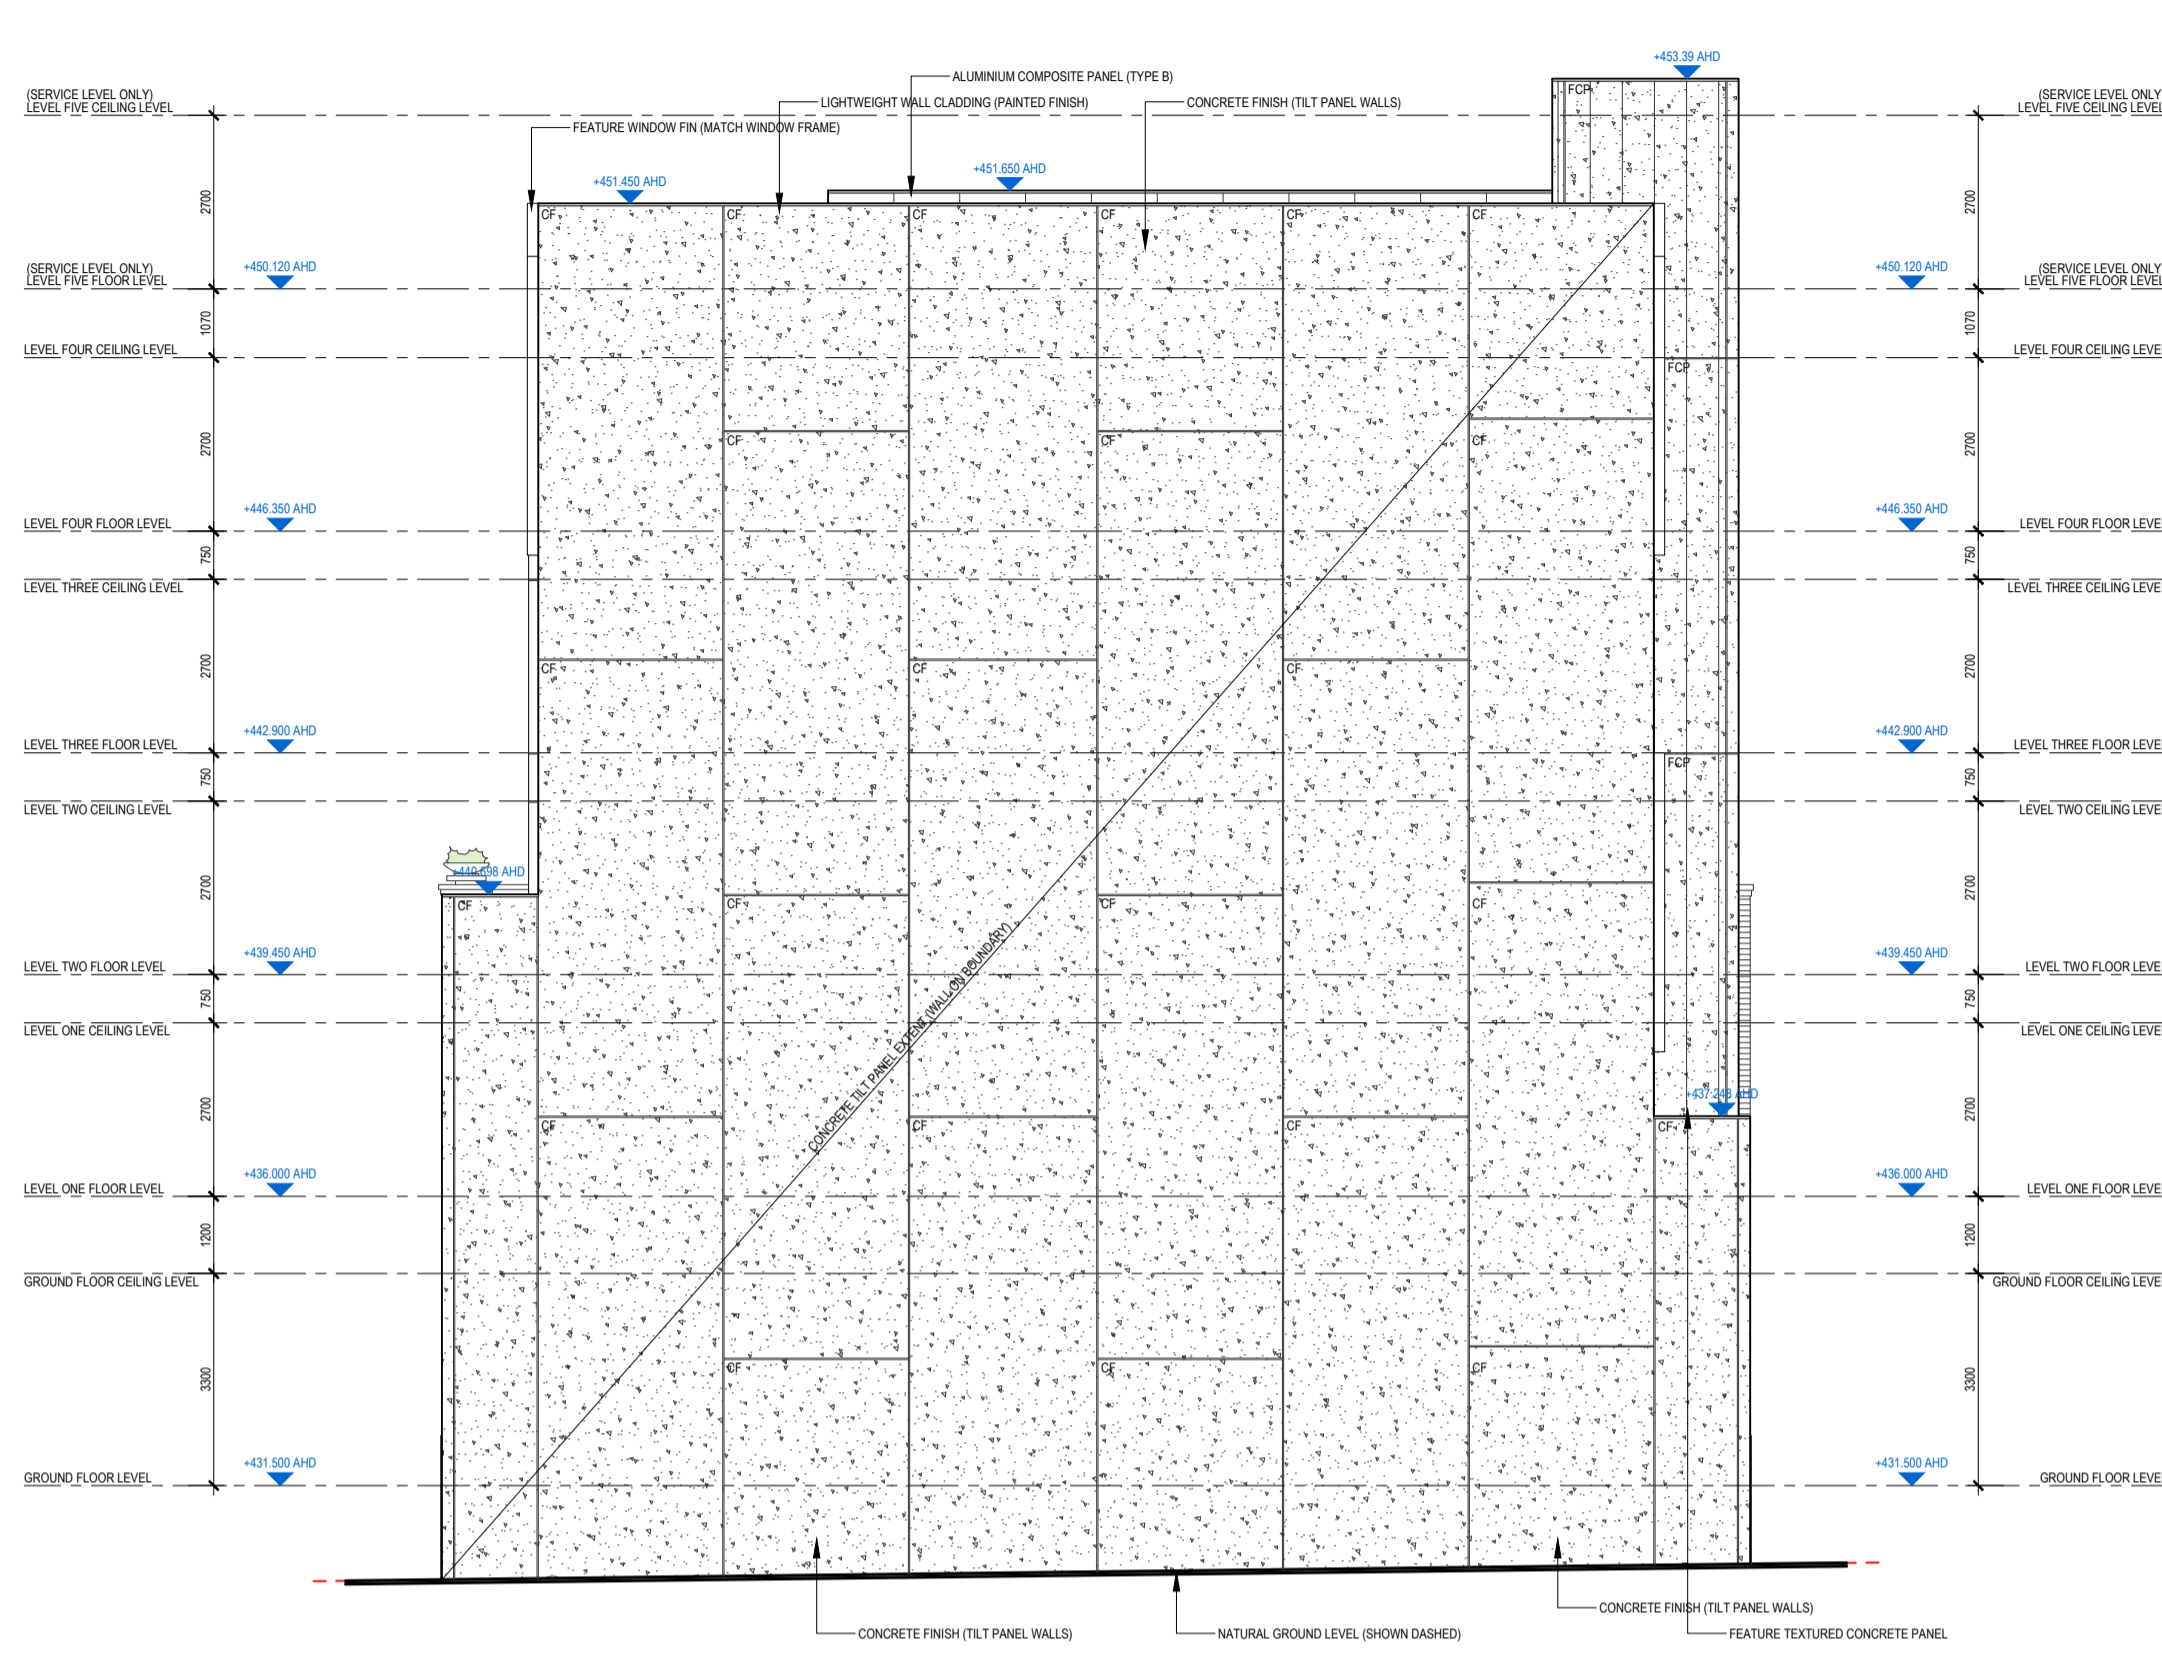 +453.39 AHD
ALUMINIUM COMPOSITE PANEL (TYPE B)
LIGHTWEIGHT WALL CLADDING (PAINTED FINISH)
CONCRETE FINISH (TILT PANEL WALLS)
FEATURE WINDOW FIN (MATCH WINDOW FRAME)
(SERVICE LEVEL ONLY)
LEVEL FIVE CEILING LEVEL
(SERVICE LEVEL ONLY
LEVEL FIVE CEILING LEVEL
FCP
+451.450 AHD
+451.650 AHD
2700
2700
CF
CF
CF
CF
CF
CF
(SERVICE LEVEL ONLY)
LEVEL FIVE FLOOR LEVEL
+450.120 AHD
+450.120 AHD
(SERVICE LEVEL ONLY
LEVEL FIVE FLOOR LEVEL
1070
1070
LEVEL FOUR CEILING LEVEL
LEVEL FOUR CEILING LEVE
FCP
2700
CF
CF
CF
2700
LEVEL FOUR FLOOR LEVEL
+446.350 AHD
+446.350 AHD
LEVEL FOUR FLOOR LEVE
750
750
LEVEL THREE CEILING LEVEL
LEVEL THREE CEILING LEVE
2700
CF
CF
CF
2700
LEVEL THREE FLOOR LEVEL
+442.900 AHD
+442.900 AHD
LEVEL THREE FLOOR LEVE
FCP
750
750
LEVEL TWO CEILING LEVEL
LEVEL TWO CEILING LEVE
+440.698 AHD
2700
CF
CF
CF
CF
2700
LEVEL TWO FLOOR LEVEL
+439.450 AHD
+439.450 AHD
LEVEL TWO FLOOR LEVE
CONCRETE TILT PANEL EXTENT (WALL ON BOUNDARY)
750
750
LEVEL ONE CEILING LEVEL
LEVEL ONE CEILING LEVE
+437.248 AHD
2700
CF
CF
CF
CF
2700
LEVEL ONE FLOOR LEVEL
+436.000 AHD
+436.000 AHD
LEVEL ONE FLOOR LEVE
1200
1200
GROUND FLOOR CEILING LEVEL
GROUND FLOOR CEILING LEVE
3300
CF
CF
CF
3300
GROUND FLOOR LEVEL
+431.500 AHD
+431.500 AHD
GROUND FLOOR LEVE
CONCRETE FINISH (TILT PANEL WALLS)
CONCRETE FINISH (TILT PANEL WALLS)
NATURAL GROUND LEVEL (SHOWN DASHED)
FEATURE TEXTURED CONCRETE PANEL